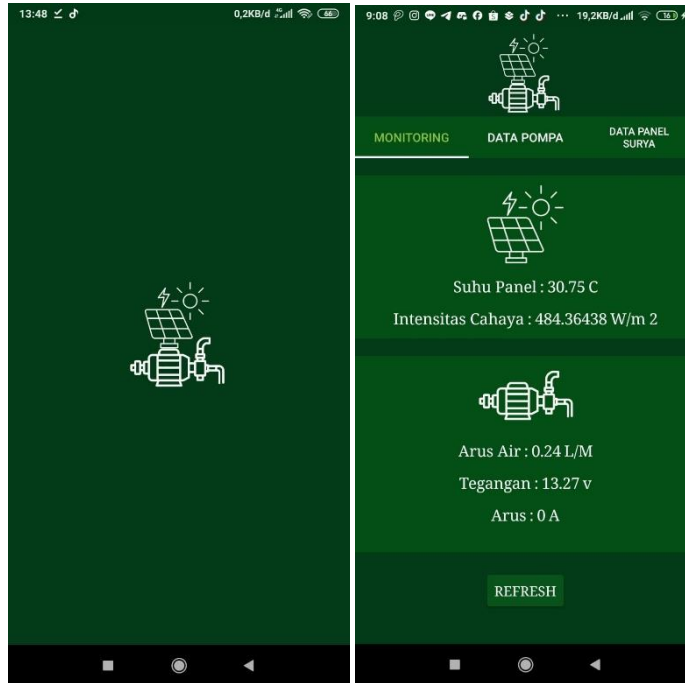 13:48
0,2KB/d
4G
66
9:08
19,2KB/d
16
MONITORING
DATA POMPA
DATA PANEL
SURYA
Suhu Panel : 30.75 C
Intensitas Cahaya : 484.36438 W/m 2
Arus Air : 0.24 L/M
Tegangan : 13.27 v
Arus : 0 A
REFRESH